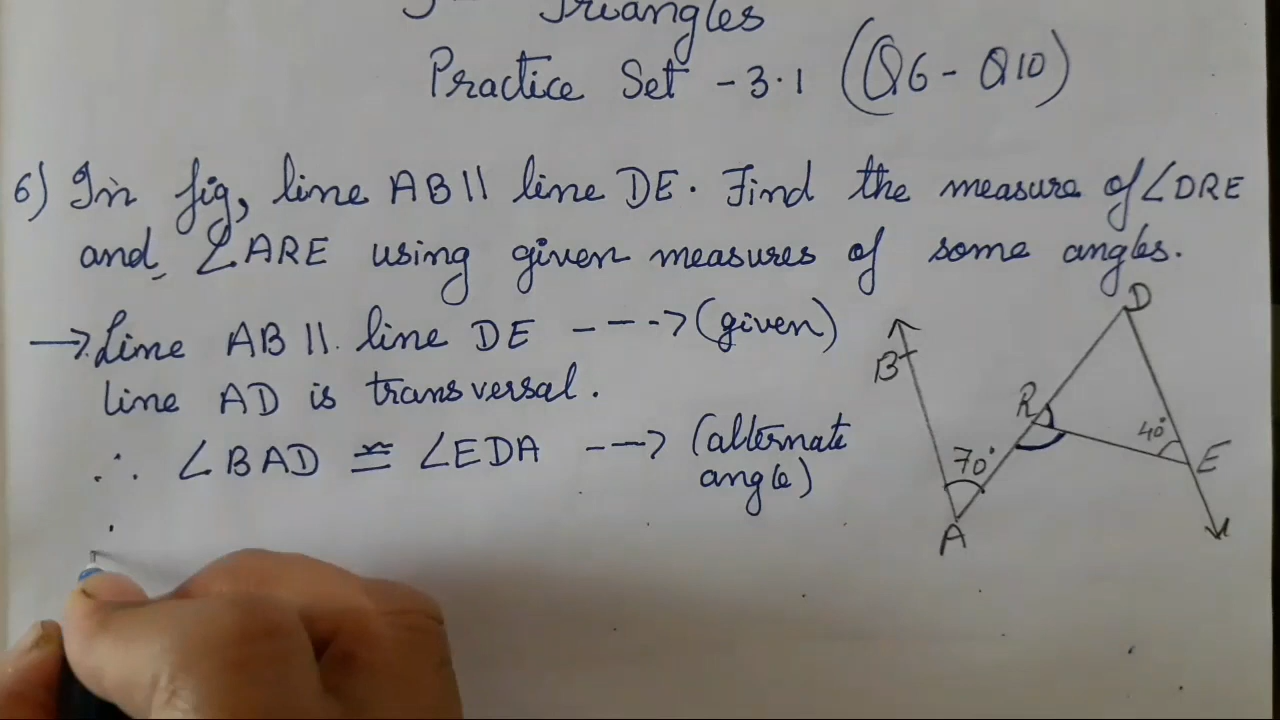 Triangles
Practice Set - 3.1 (Q6 - Q10)
6) In fig, line AB || line DE. Find the measure of ∠DRE
and, ∠ARE using given measures of some angles.
→ Line AB || line DE ----> (given)
line AD is transversal.
∴ ∠BAD ≅ ∠EDA ---> (alternate
angle)
D
B
R
40°
E
70°
A